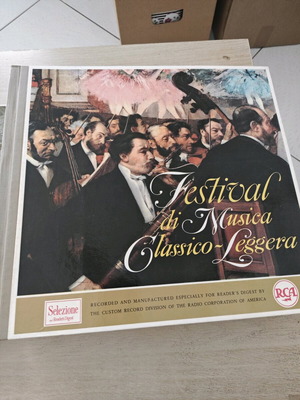 Festival
di Musica
Classico-Leggera
Selezione
dal Reader's Digest
RECORDED AND MANUFACTURED ESPECIALLY FOR READER'S DIGEST BY
THE CUSTOM RECORD DIVISION OF THE RADIO CORPORATION OF AMERICA
RCA